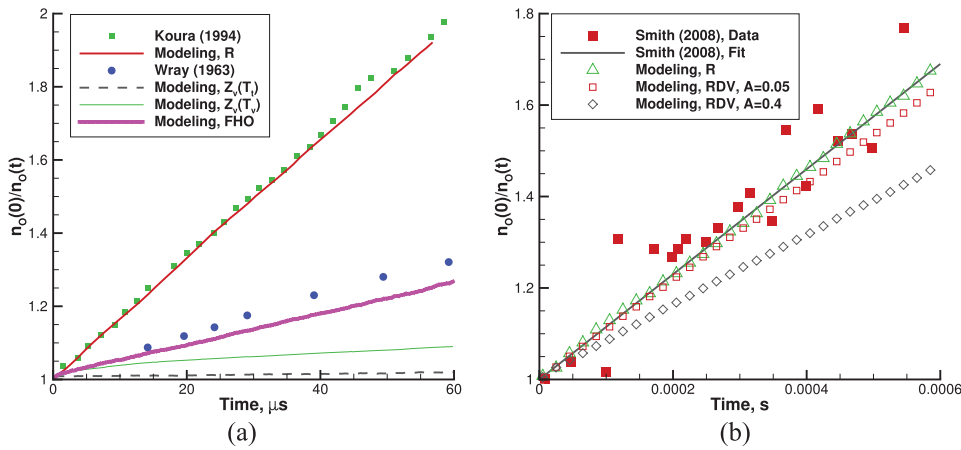 2
1.8
1.6
1.4
1.2
1
n_o(0)/n_o(t)
Koura (1994)
Modeling, R
Wray (1963)
Modeling, Z_v(T_t)
Modeling, Z_v(T_v)
Modeling, FHO
0 20 40 60
Time, μs
(a)
1.8
1.6
1.4
1.2
1
n_o(0)/n_o(t)
Smith (2008), Data
Smith (2008), Fit
Modeling, R
Modeling, RDV, A=0.05
Modeling, RDV, A=0.4
0 0.0002 0.0004 0.0006
Time, s
(b)